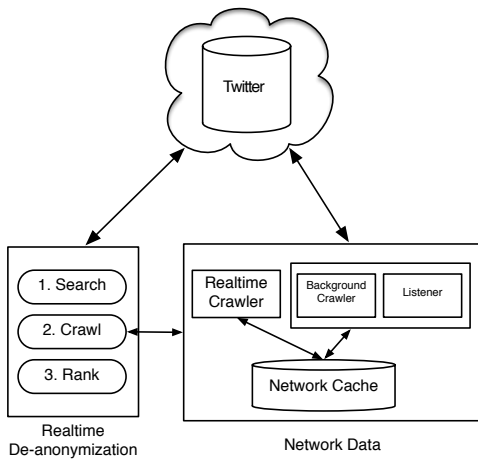 Twitter
1. Search
2. Crawl
3. Rank
Realtime
De-anonymization
Realtime
Crawler
Background
Crawler
Listener
Network Cache
Network Data